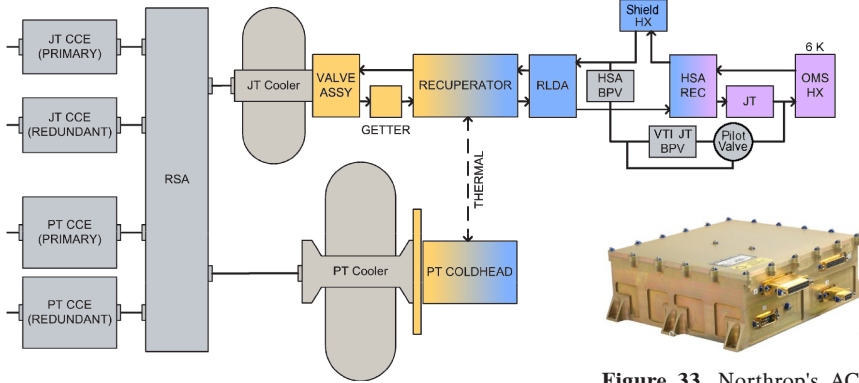 JT CCE
(PRIMARY)
JT CCE
(REDUNDANT)
PT CCE
(PRIMARY)
PT CCE
(REDUNDANT)
RSA
JT Cooler
VALVE
ASSY
GETTER
RECUPERATOR
RLDA
Shield
HX
HSA
BPV
HSA
REC
JT
6 K
OMS
HX
VTI JT
BPV
Pilot
Valve
THERMAL
PT Cooler
PT COLDHEAD
Figure 33. Northrop's AC